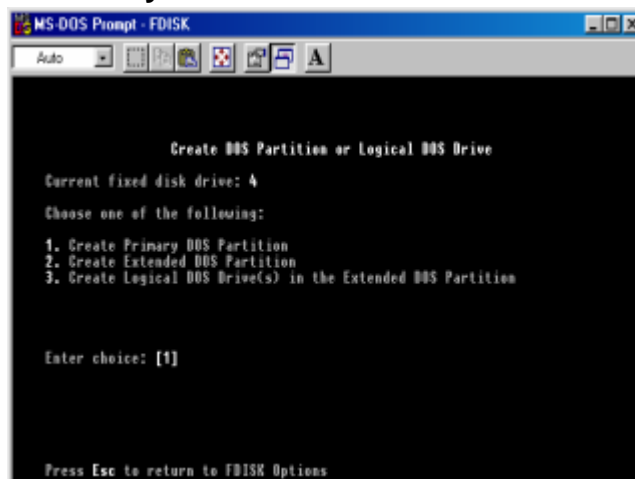 MS-DOS Prompt - FDISK
Auto
A
Create DOS Partition or Logical DOS Drive
Current fixed disk drive: 4
Choose one of the following:
1. Create Primary DOS Partition
2. Create Extended DOS Partition
3. Create Logical DOS Drive(s) in the Extended DOS Partition
Enter choice: [1]
Press Esc to return to FDISK Options